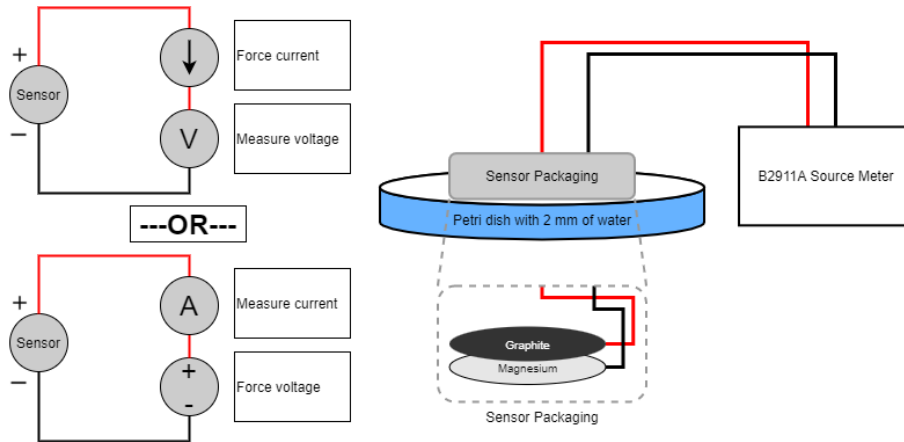 +
Sensor
−
Force current
V
Measure voltage
---OR---
+
Sensor
−
A
Measure current
+
-
Force voltage
Sensor Packaging
Petri dish with 2 mm of water
B2911A Source Meter
Graphite
Magnesium
Sensor Packaging